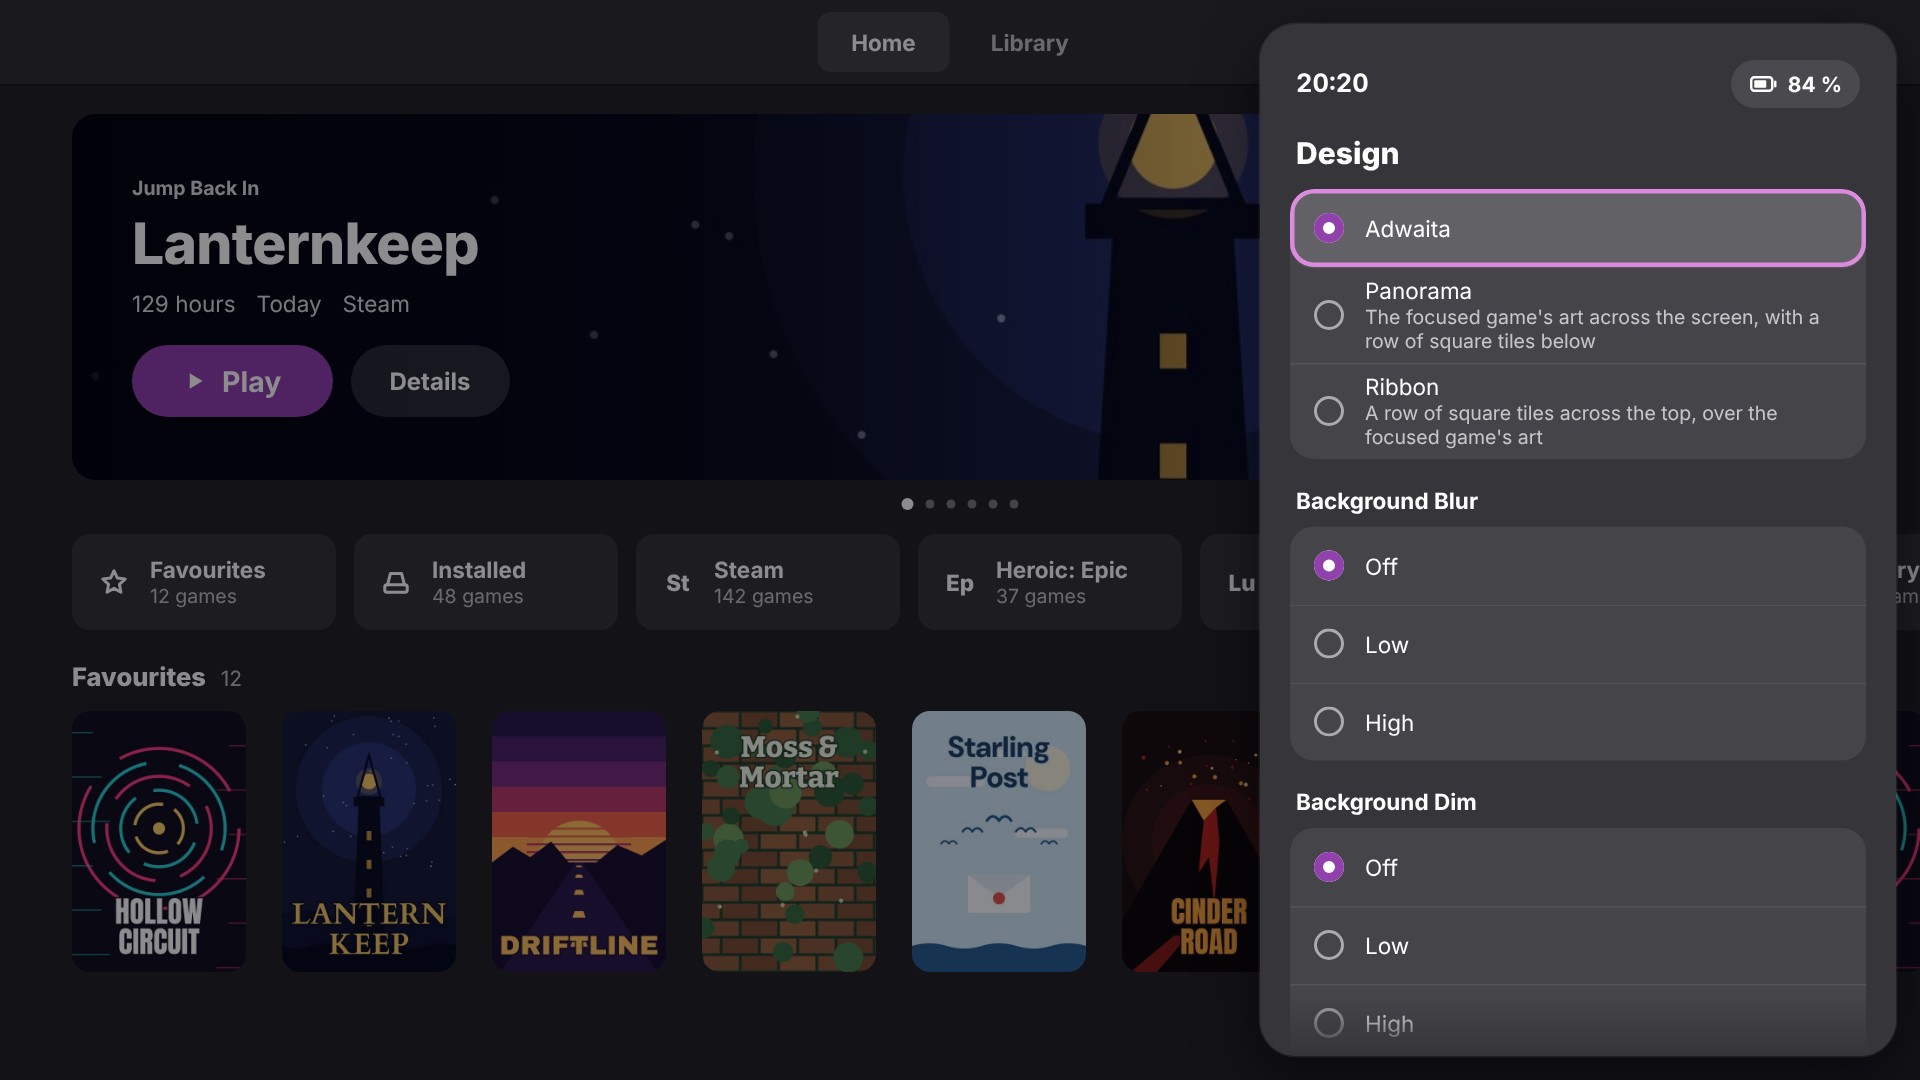 Home
Library
Jump Back In
Lanternkeep
129 hours Today Steam
Play
Details
Favourites
12 games
Installed
48 games
St
Steam
142 games
Ep
Heroic: Epic
37 games
Lu
ry
am
Favourites 12
HOLLOW
CIRCUIT
LANTERN
KEEP
DRIFTLINE
Moss &
Mortar
Starling
Post
CINDER
ROAD
20:20
84 %
Design
Adwaita
Panorama
The focused game's art across the screen, with a
row of square tiles below
Ribbon
A row of square tiles across the top, over the
focused game's art
Background Blur
Off
Low
High
Background Dim
Off
Low
High